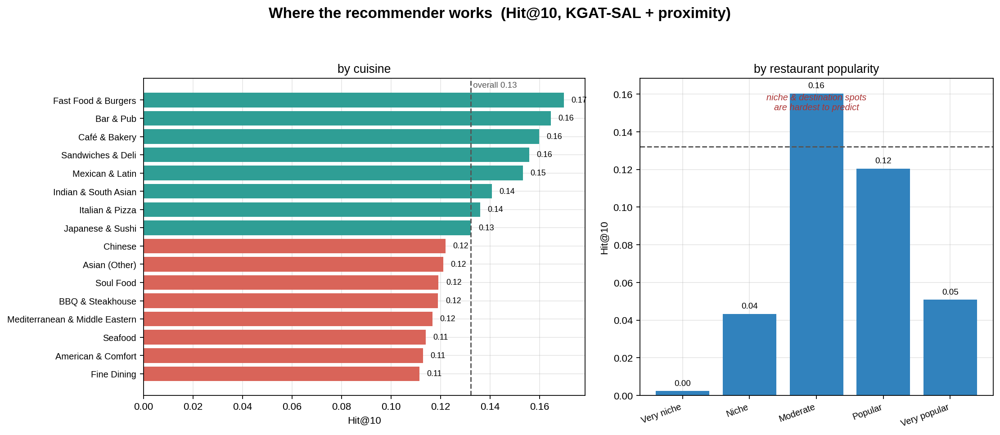 Where the recommender works  (Hit@10, KGAT-SAL + proximity)
by cuisine
overall 0.13
Fast Food & Burgers
0.17
Bar & Pub
0.16
Café & Bakery
0.16
Sandwiches & Deli
0.16
Mexican & Latin
0.15
Indian & South Asian
0.14
Italian & Pizza
0.14
Japanese & Sushi
0.13
Chinese
0.12
Asian (Other)
0.12
Soul Food
0.12
BBQ & Steakhouse
0.12
Mediterranean & Middle Eastern
0.12
Seafood
0.11
American & Comfort
0.11
Fine Dining
0.11
0.00 0.02 0.04 0.06 0.08 0.10 0.12 0.14 0.16
Hit@10
by restaurant popularity
0.16
niche & destination spots
are hardest to predict
0.12
0.05
0.04
0.00
0.16
0.14
0.12
0.10
0.08
0.06
0.04
0.02
0.00
Hit@10
Very niche
Niche
Moderate
Popular
Very popular